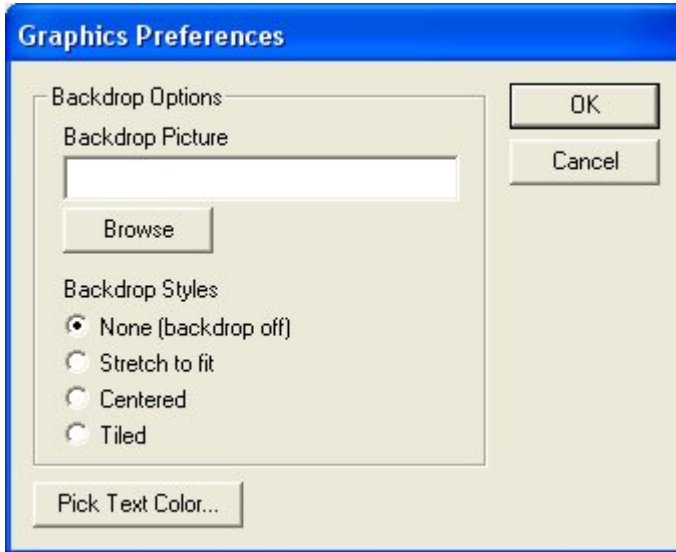 Graphics Preferences
Backdrop Options
OK
Backdrop Picture
Cancel
Browse
Backdrop Styles
None (backdrop off)
Stretch to fit
Centered
Tiled
Pick Text Color...